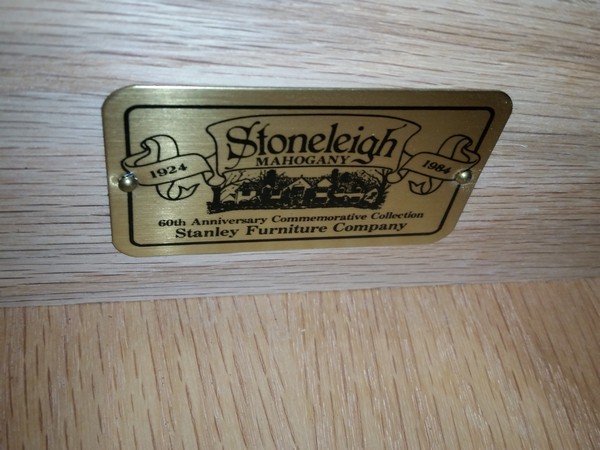 Stoneleigh
MAHOGANY
1924
1984
60th Anniversary Commemorative Collection
Stanley Furniture Company